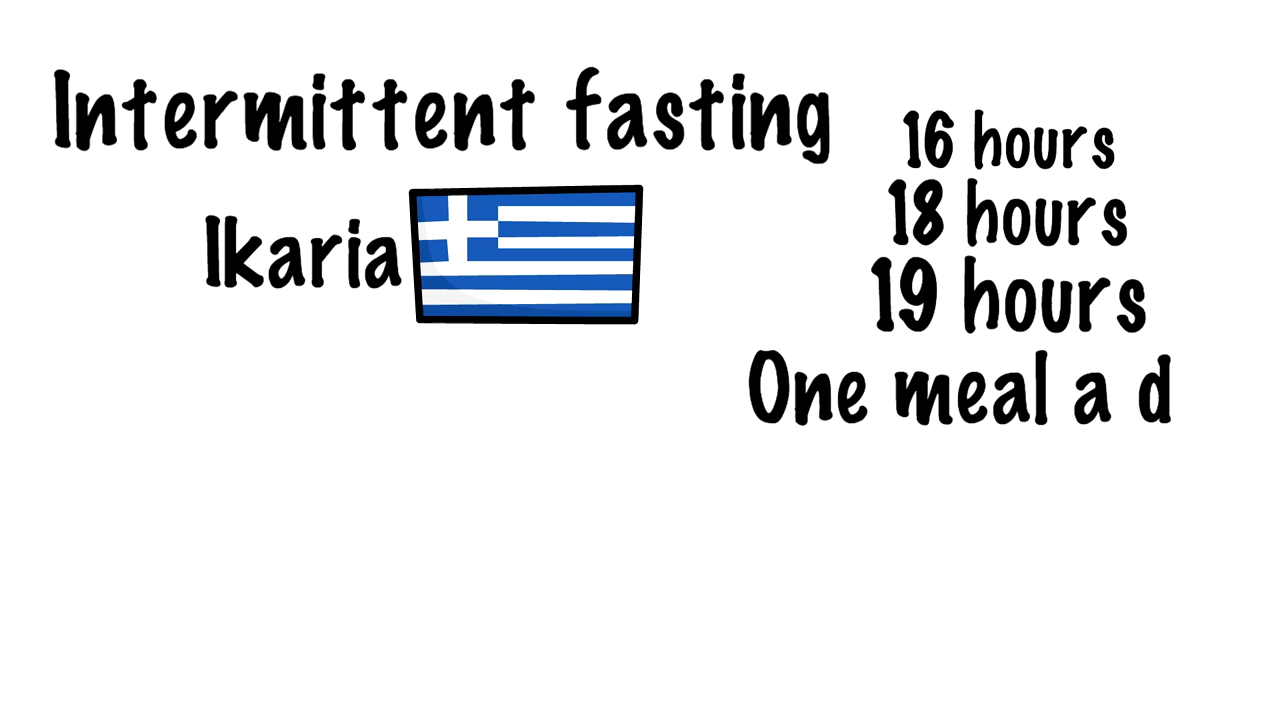 Intermittent fasting
Ikaria
16 hours
18 hours
19 hours
One meal a d